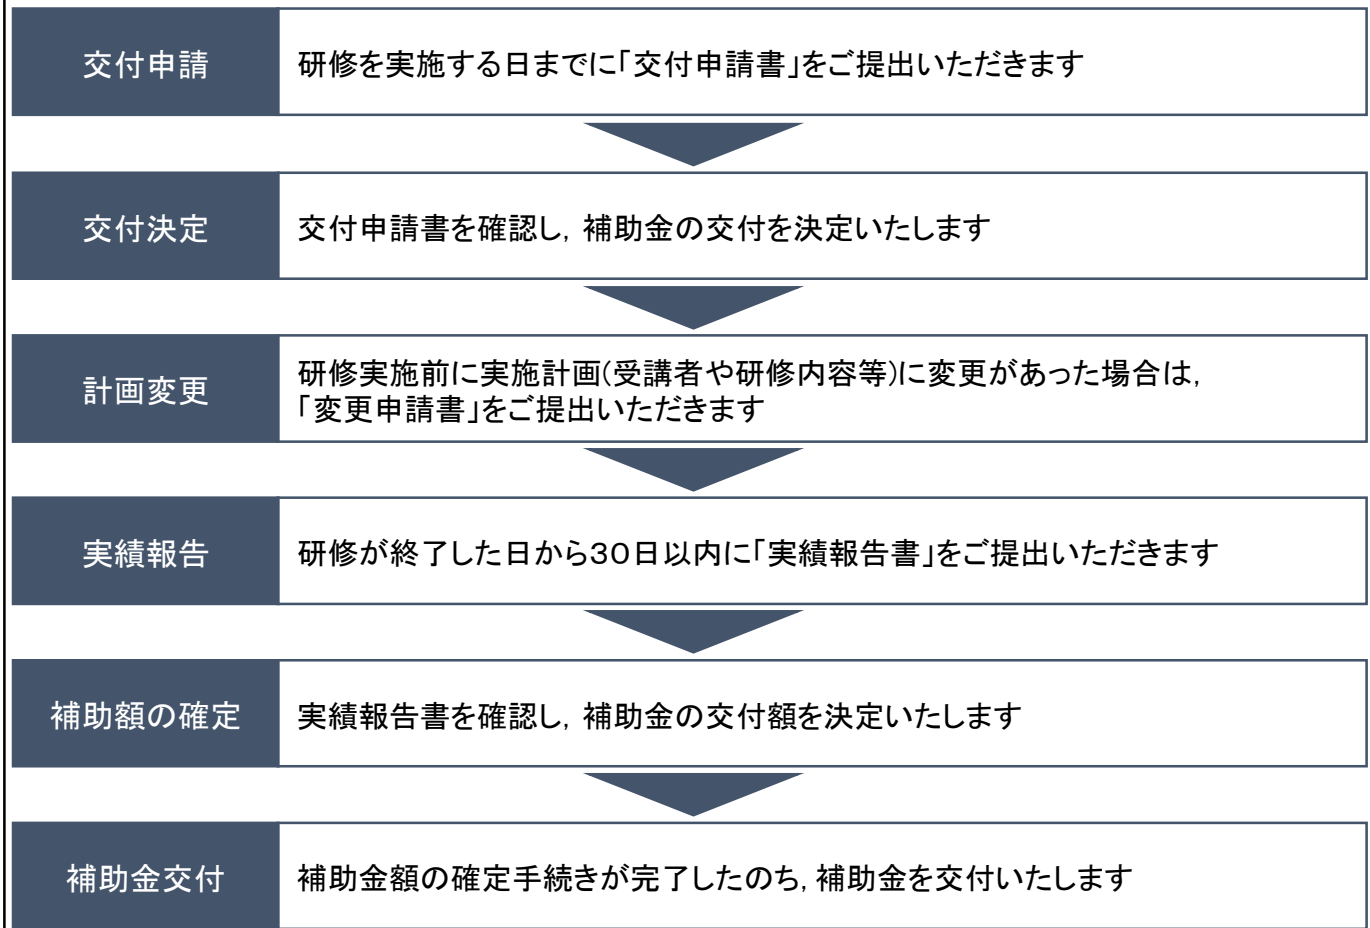 交付申請
研修を実施する日までに「交付申請書」をご提出いただきます
交付決定
交付申請書を確認し, 補助金の交付を決定いたします
計画変更
研修実施前に実施計画(受講者や研修内容等)に変更があった場合は,
「変更申請書」をご提出いただきます
実績報告
研修が終了した日から30日以内に「実績報告書」をご提出いただきます
補助額の確定
実績報告書を確認し, 補助金の交付額を決定いたします
補助金交付
補助金額の確定手続きが完了したのち, 補助金を交付いたします